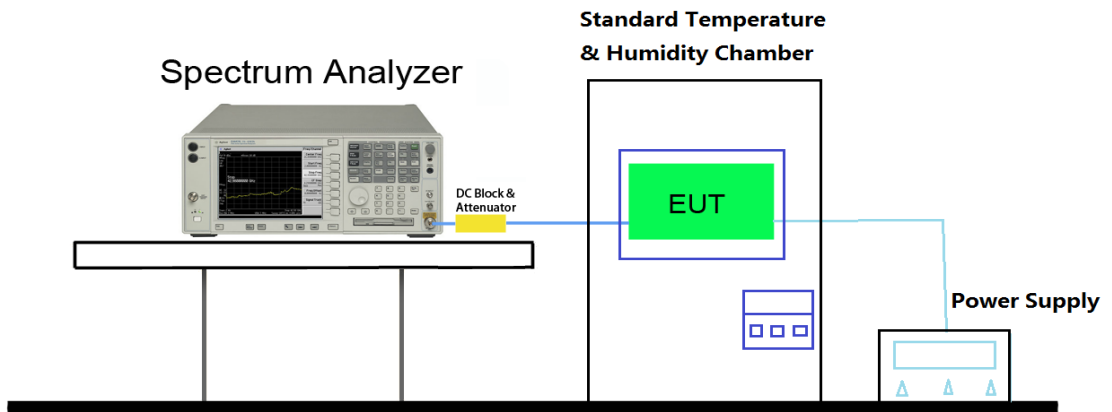 Standard Temperature
& Humidity Chamber
Spectrum Analyzer
DC Block &
Attenuator
EUT
Power Supply